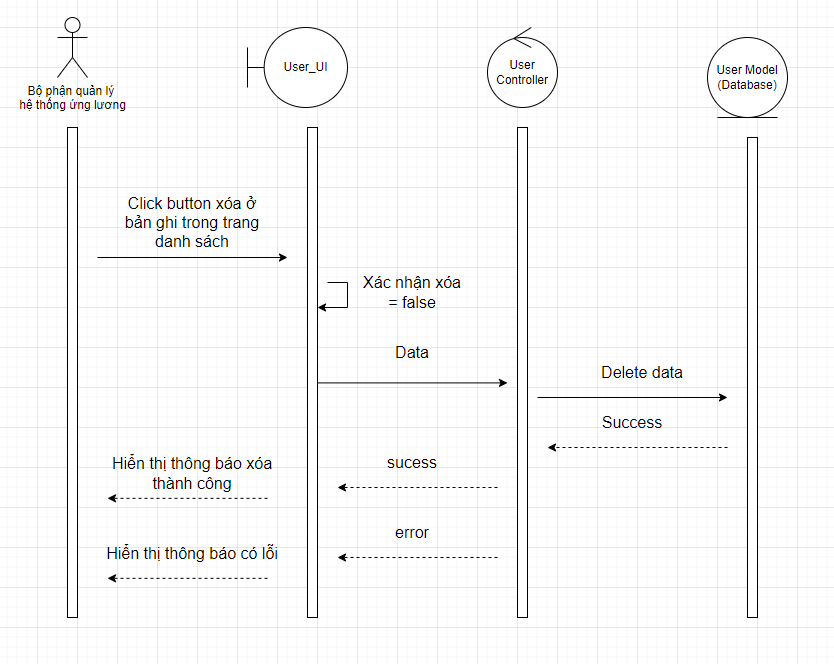 Bộ phận quản lý
hệ thống ứng lương
User_UI
User
Controller
User Model
(Database)
Click button xóa ở
bản ghi trong trang
danh sách
Xác nhận xóa
= false
Data
Delete data
Success
sucess
Hiển thị thông báo xóa
thành công
error
Hiển thị thông báo có lỗi